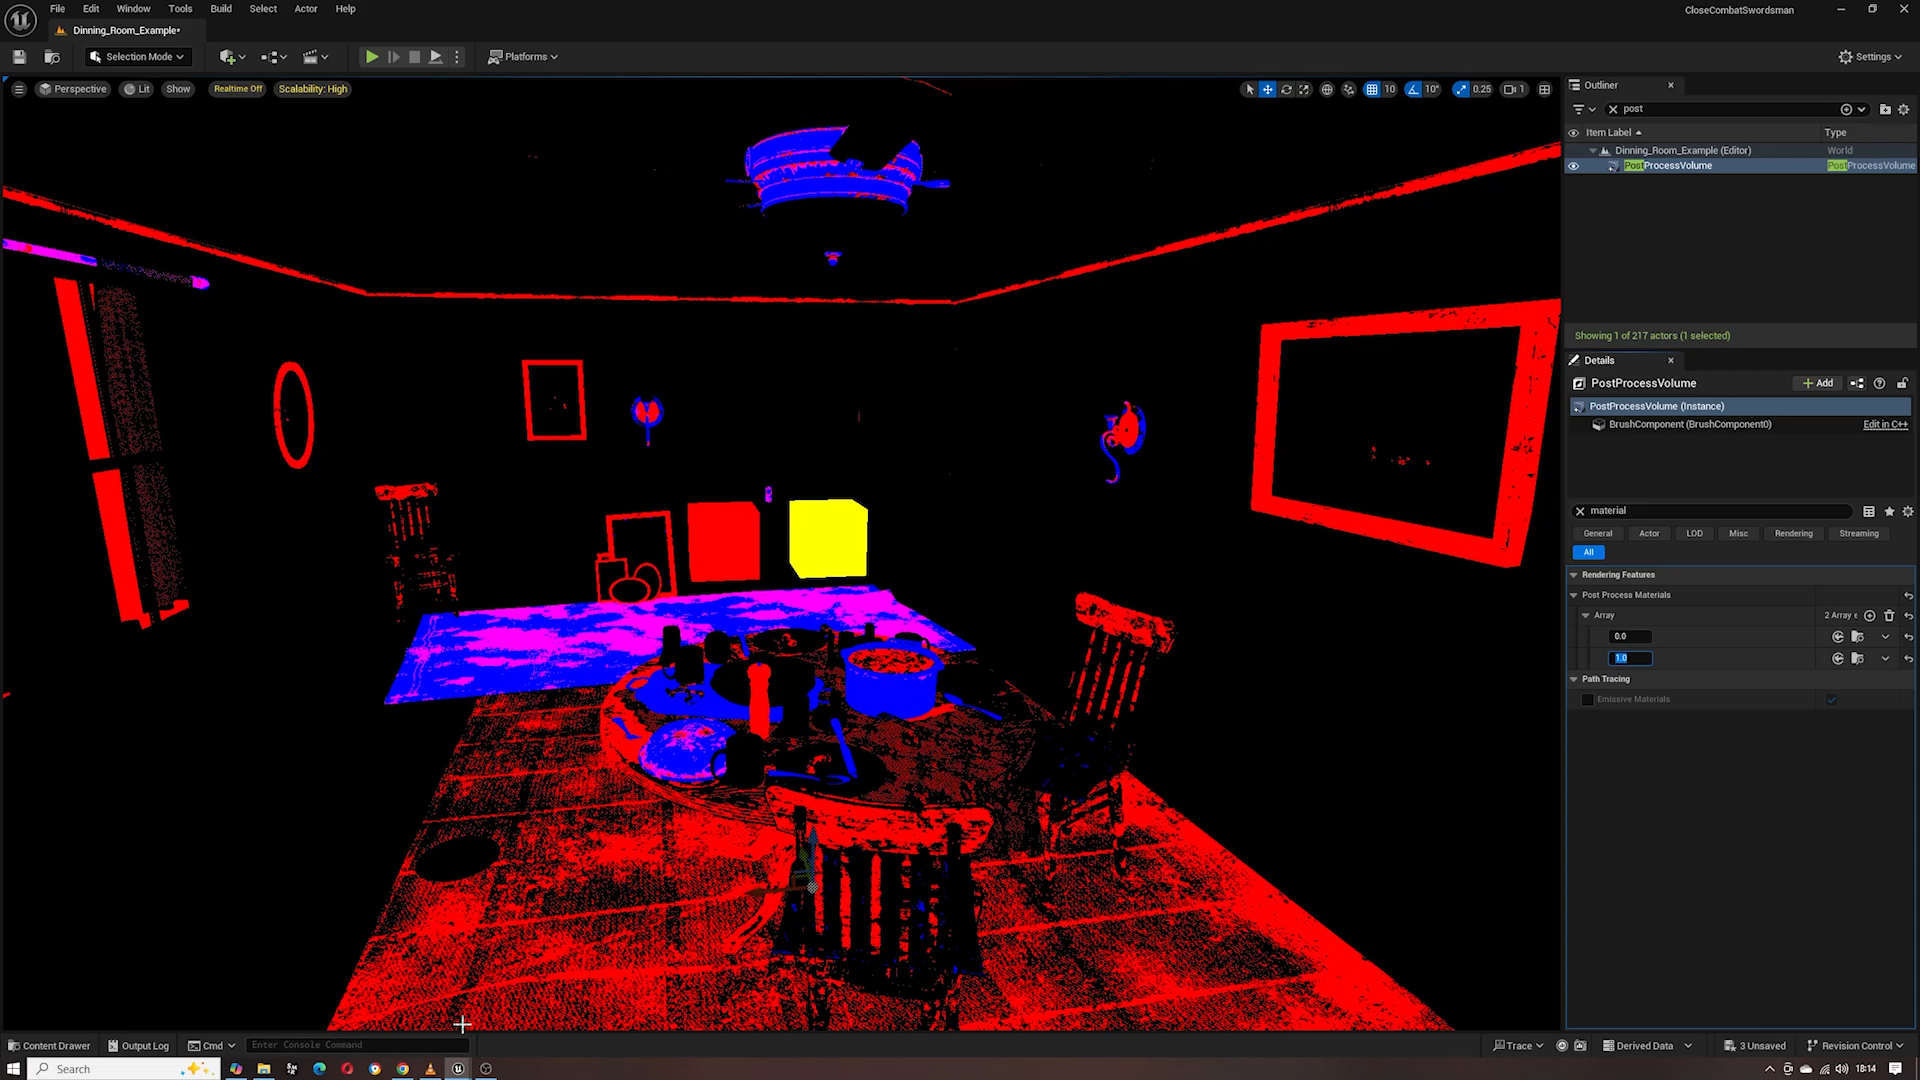 File Edit Window Tools Build Select Actor Help
CloseCombatSwordsman
Dinning_Room_Example*
Selection Mode
Platforms
Settings
Perspective Lit Show Realtime Off Scalability: High
10 10° 0.25 1
Outliner
post
Item Label Type
Dinning_Room_Example (Editor) World
PostProcessVolume PostProcessVolume
Showing 1 of 217 actors (1 selected)
Details
PostProcessVolume Add
PostProcessVolume (Instance)
BrushComponent (BrushComponent0) Edit in C++
material
General Actor LOD Misc Rendering Streaming
All
Rendering Features
Post Process Materials
Array 2 Array e
0.0
1.0
Path Tracing
Emissive Materials
Content Drawer Output Log Cmd Enter Console Command
Trace Derived Data 3 Unsaved Revision Control
Search
18:14